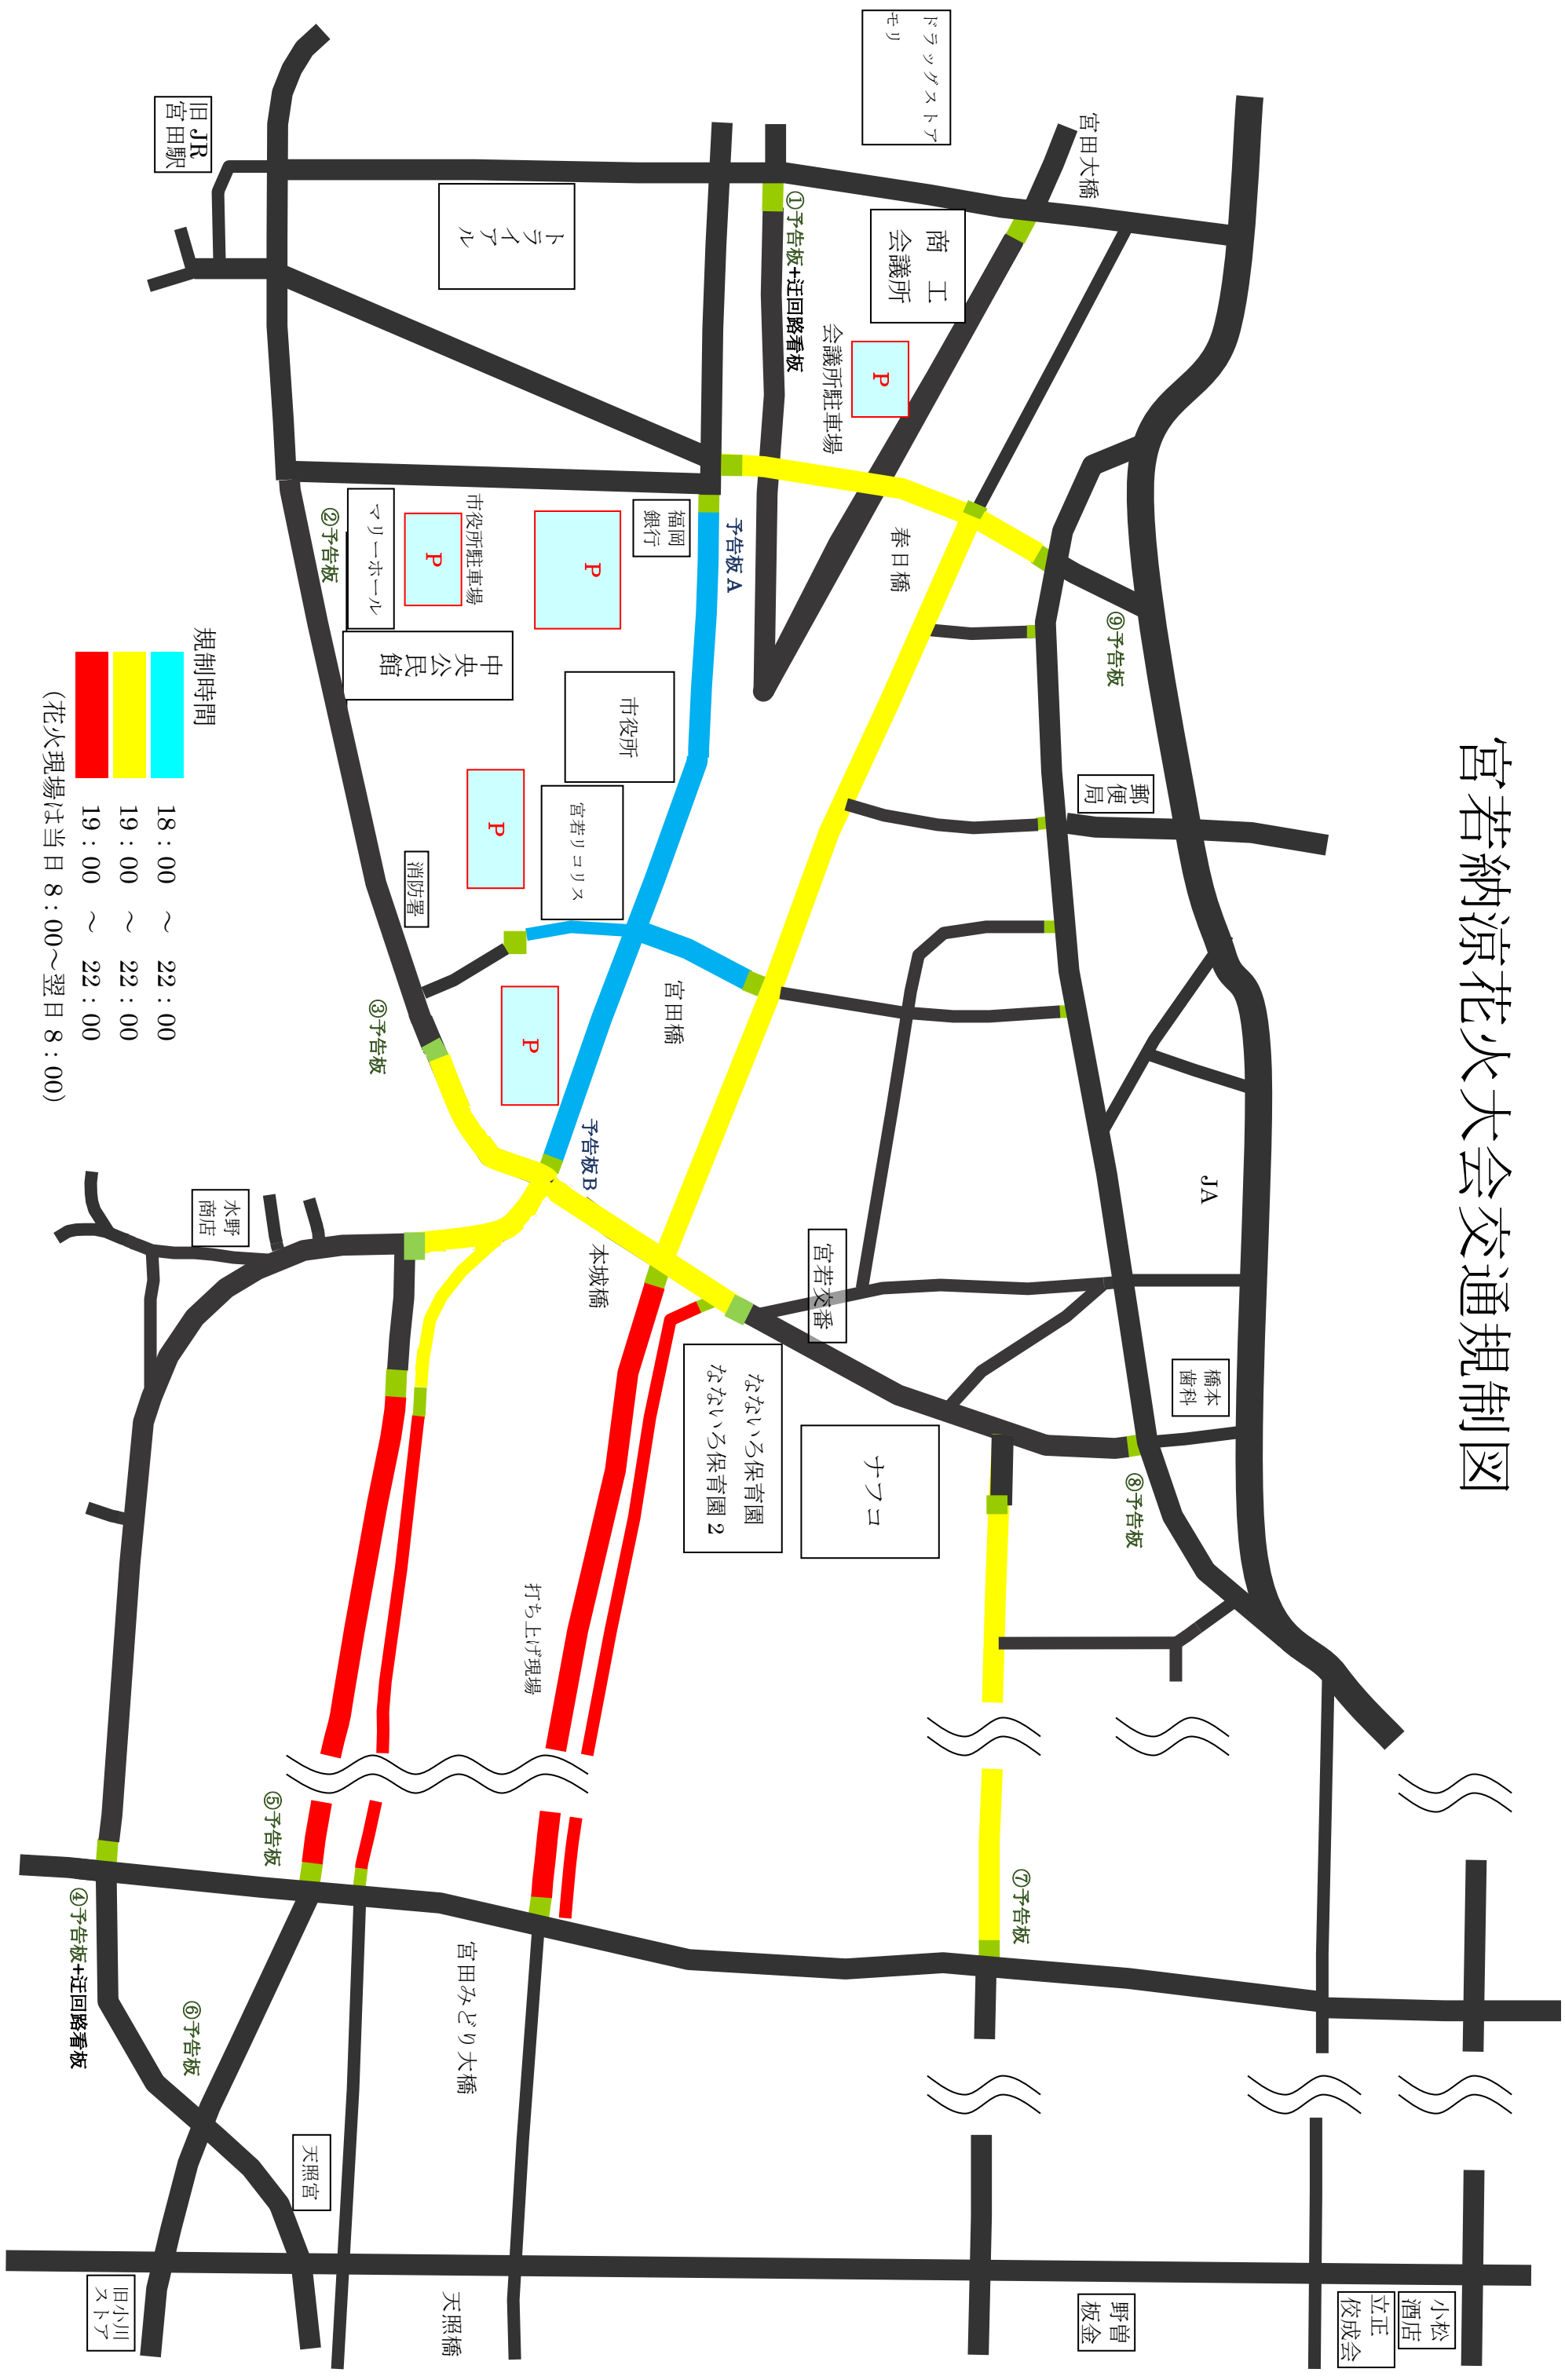 宮若納涼花火大会交通規制図
ドラッグストア
モリ
宮田大橋
旧 JR
宮田駅
トライアル
①予告板+迂回路看板
商　工
会議所
P
会議所駐車場
春日橋
⑨予告板
福岡
銀行
予告板 A
P
市役所駐車場
P
マリーホール
②予告板
中央公民館
市役所
郵便局
宮若リコリス
P
消防署
宮田橋
③予告板
P
予告板 B
JA
本城橋
宮若交番
水野
商店
橋本
歯科
なないろ保育園
なないろ保育園 2
ナフコ
⑧予告板
打ち上げ現場
⑤予告板
⑦予告板
④予告板+迂回路看板
⑥予告板
宮田みどり大橋
天照宮
天照橋
旧小川
ストア
野曽
板金
立正
佼成会
小松
酒店
規制時間
18：00　～　22：00
19：00　～　22：00
19：00　～　22：00
(花火現場は当日 8：00～翌日 8：00)